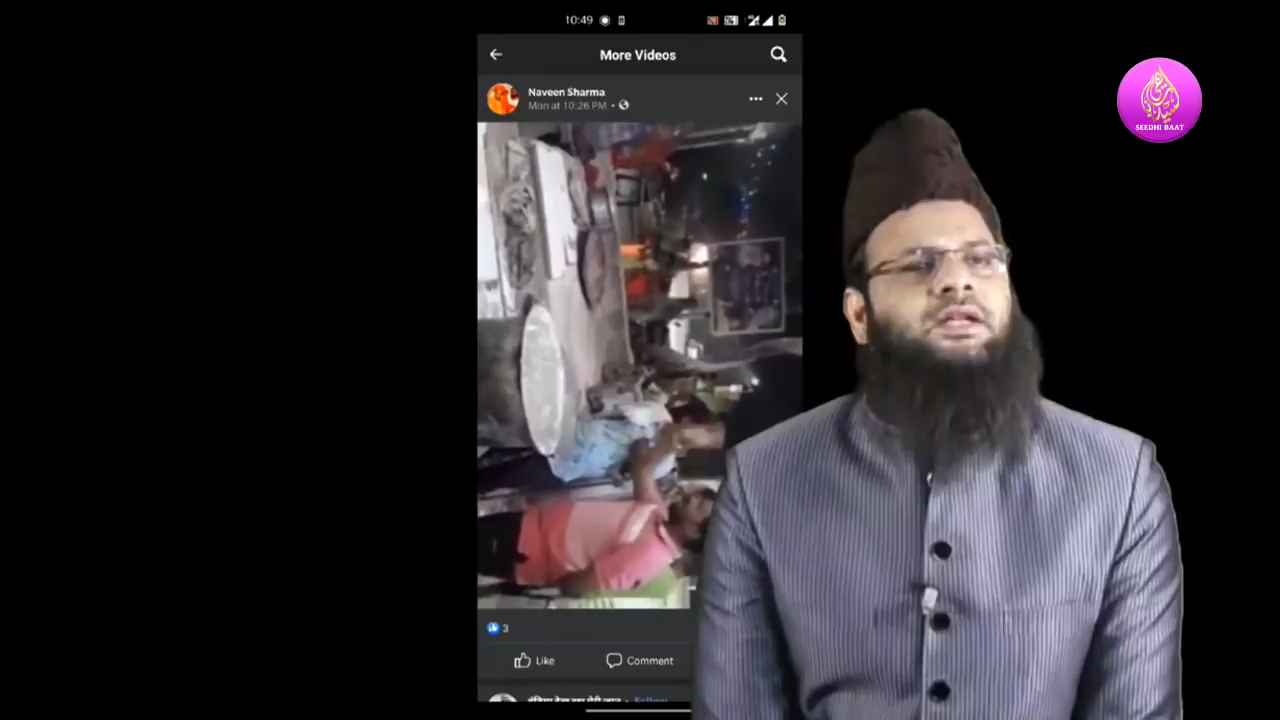 10:49
More Videos
Naveen Sharma
Mon at 10:26 PM
SEEDHI BAAT
3
Like
Comment